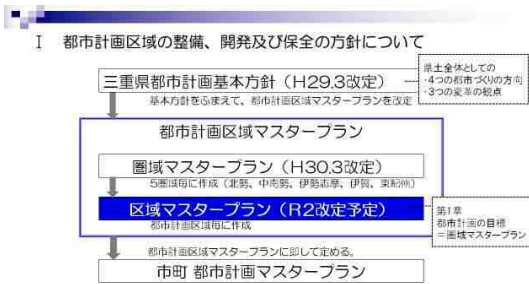 Ⅰ 都市計画区域の整備、開発及び保全の方針について
三重県都市計画基本方針（H29.3改定）
県土全体としての
・4つの都市づくりの方向
・3つの変革の観点
基本方針をふまえて、都市計画区域マスタープランを改定
都市計画区域マスタープラン
圏域マスタープラン（H30.3改定）
5圏域毎に作成（北勢、中南勢、伊勢志摩、伊賀、東紀州）
区域マスタープラン（R2改定予定）
都市計画区域毎に作成
第1章
都市計画の目標
＝圏域マスタープラン
都市計画区域マスタープランに即して定める。
市町 都市計画マスタープラン